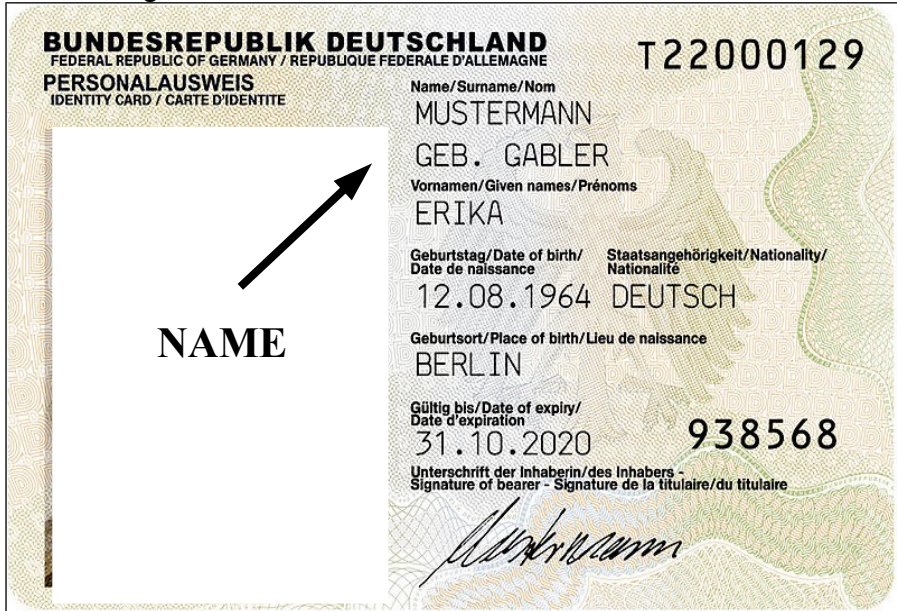 BUNDESREPUBLIK DEUTSCHLAND
FEDERAL REPUBLIC OF GERMANY / REPUBLIQUE FEDERALE D'ALLEMAGNE
PERSONALAUSWEIS
IDENTITY CARD / CARTE D'IDENTITE
T22000129
Name/Surname/Nom
MUSTERMANN
GEB. GABLER
Vornamen/Given names/Prénoms
ERIKA
Geburtstag/Date of birth/
Date de naissance
12.08.1964
Staatsangehörigkeit/Nationality/
Nationalité
DEUTSCH
Geburtsort/Place of birth/Lieu de naissance
BERLIN
Gültig bis/Date of expiry/
Date d'expiration
31.10.2020
938568
Unterschrift der Inhaberin/des Inhabers -
Signature of bearer - Signature de la titulaire/du titulaire
Mustermann
NAME